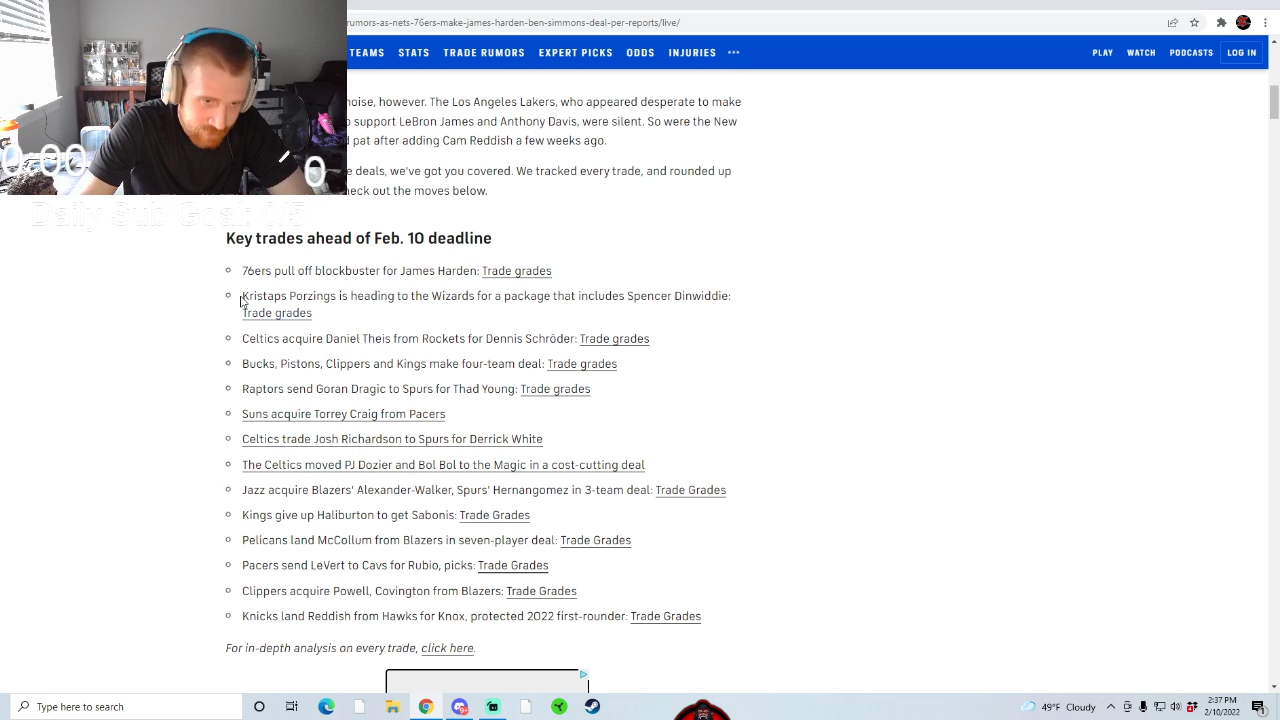 rumors-as-nets-76ers-make-james-harden-ben-simmons-deal-per-reports/live/
TEAMS STATS TRADE RUMORS EXPERT PICKS ODDS INJURIES ••• PLAY WATCH PODCASTS LOG IN
noise, however. The Los Angeles Lakers, who appeared desperate to make
support LeBron James and Anthony Davis, were silent. So were the New
pat after adding Cam Reddish a few weeks ago.
deals, we've got you covered. We tracked every trade, and rounded up
heck out the moves below.
0:00 0
Daily Sub Goal: 0/5
Key trades ahead of Feb. 10 deadline
76ers pull off blockbuster for James Harden: Trade grades
Kristaps Porzings is heading to the Wizards for a package that includes Spencer Dinwiddie:
Trade grades
Celtics acquire Daniel Theis from Rockets for Dennis Schröder: Trade grades
Bucks, Pistons, Clippers and Kings make four-team deal: Trade grades
Raptors send Goran Dragic to Spurs for Thad Young: Trade grades
Suns acquire Torrey Craig from Pacers
Celtics trade Josh Richardson to Spurs for Derrick White
The Celtics moved PJ Dozier and Bol Bol to the Magic in a cost-cutting deal
Jazz acquire Blazers' Alexander-Walker, Spurs' Hernangomez in 3-team deal: Trade Grades
Kings give up Haliburton to get Sabonis: Trade Grades
Pelicans land McCollum from Blazers in seven-player deal: Trade Grades
Pacers send LeVert to Cavs for Rubio, picks: Trade Grades
Clippers acquire Powell, Covington from Blazers: Trade Grades
Knicks land Reddish from Hawks for Knox, protected 2022 first-rounder: Trade Grades
For in-depth analysis on every trade, click here.
Type here to search
49°F Cloudy
2:37 PM
2/10/2022